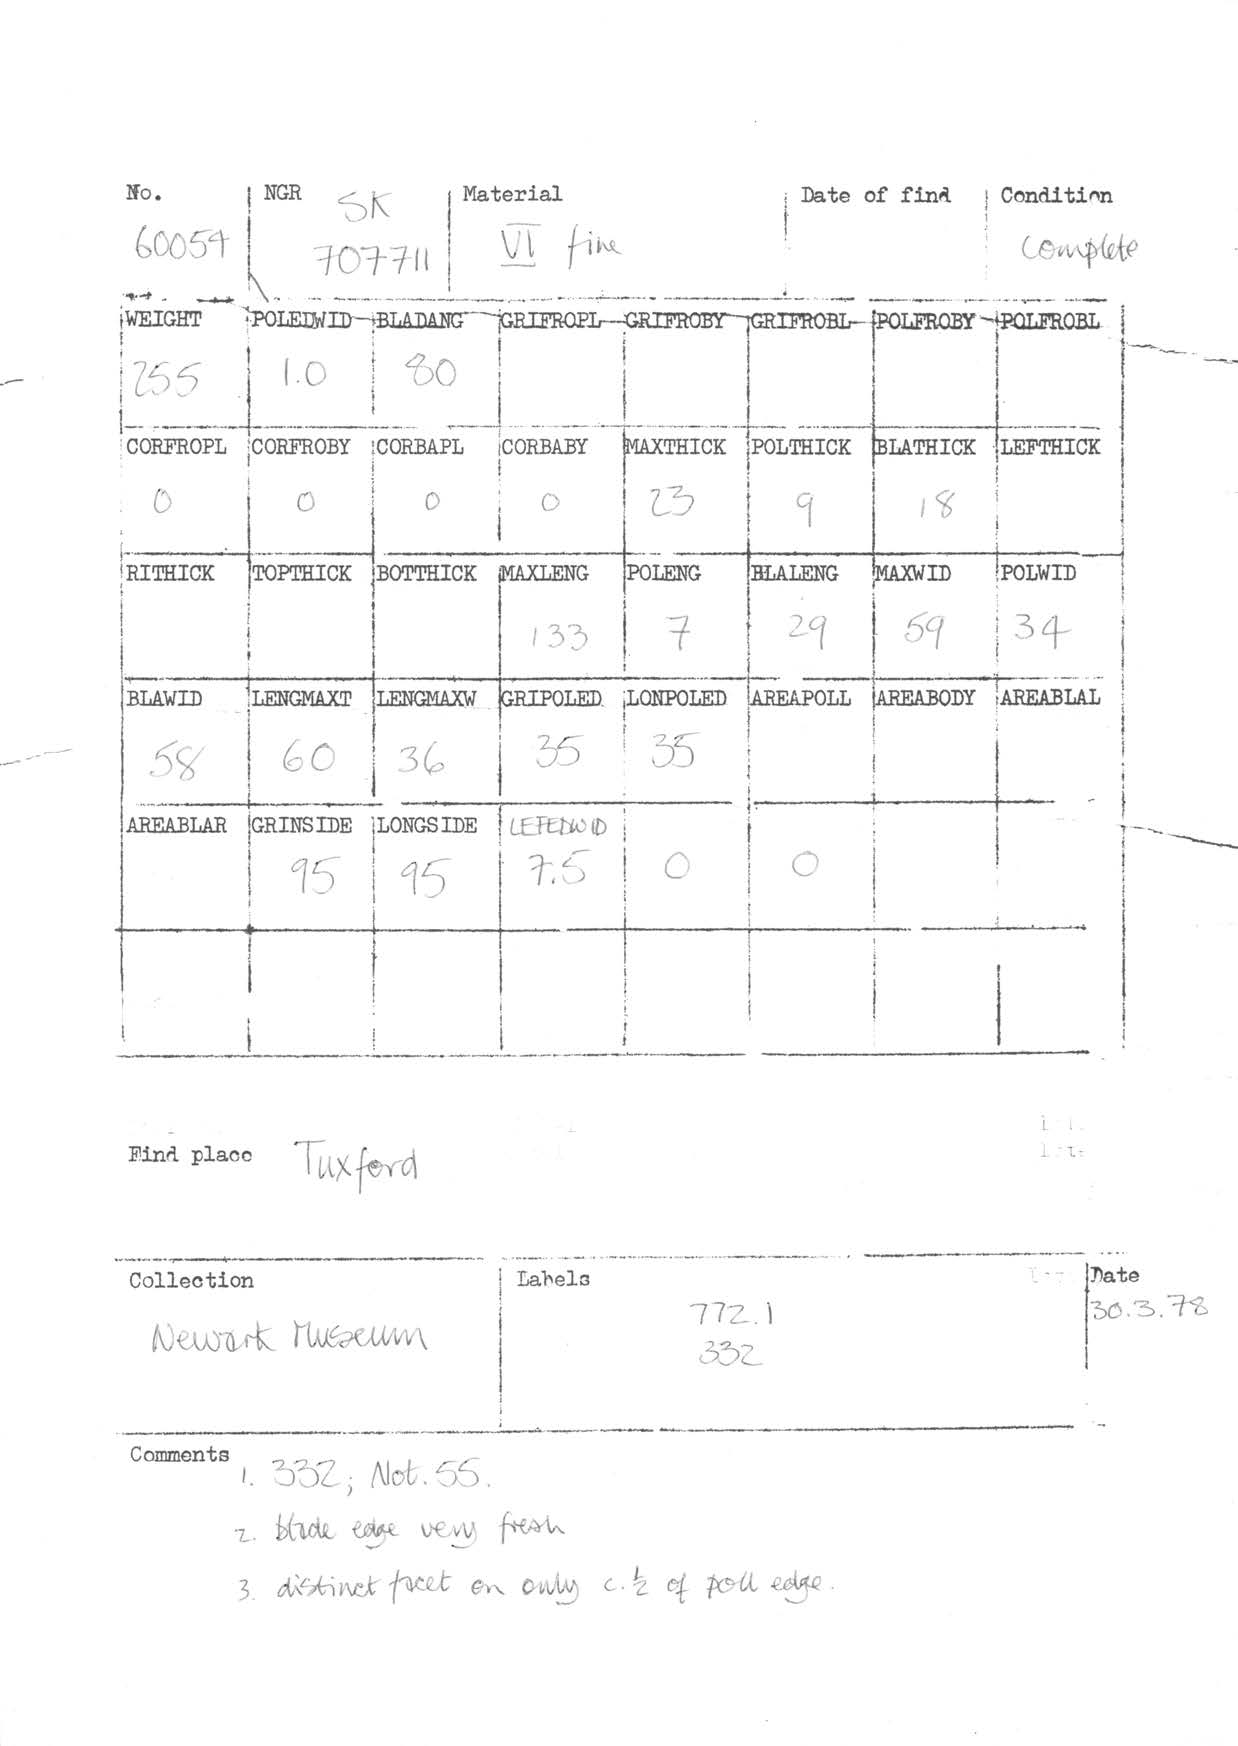 No. NGR Material Date of find Condition
60054 SK 707711 VI fine complete
WEIGHT POLEDWID BLADANG GRIFROPL GRIFROBY GRIFROBL POLFROBY POLFROBL
255 1.0 80
CORFROPL CORFROBY CORBAPL CORBABY MAXTHICK POLTHICK BLATHICK LEFTHICK
0 0 0 0 23 9 18
RITHICK TOPTHICK BOTTHICK MAXLENG POLENG BLALENG MAXWID POLWID
133 7 29 59 34
BLAWID LENGMAXT LENGMAXW GRIPOLED LONPOLED AREAPOLL AREABODY AREABLAL
58 60 36 35 35
AREABLAR GRINSIDE LONGSIDE LEFEDWID
95 95 7.5 0 0
Find place Tuxford
Collection Labels Date
Newark Museum 772.1 30.3.78
332
Comments
1. 332; Not. 55.
2. blade edge very fresh
3. distinct facet on only c. ½ of poll edge.